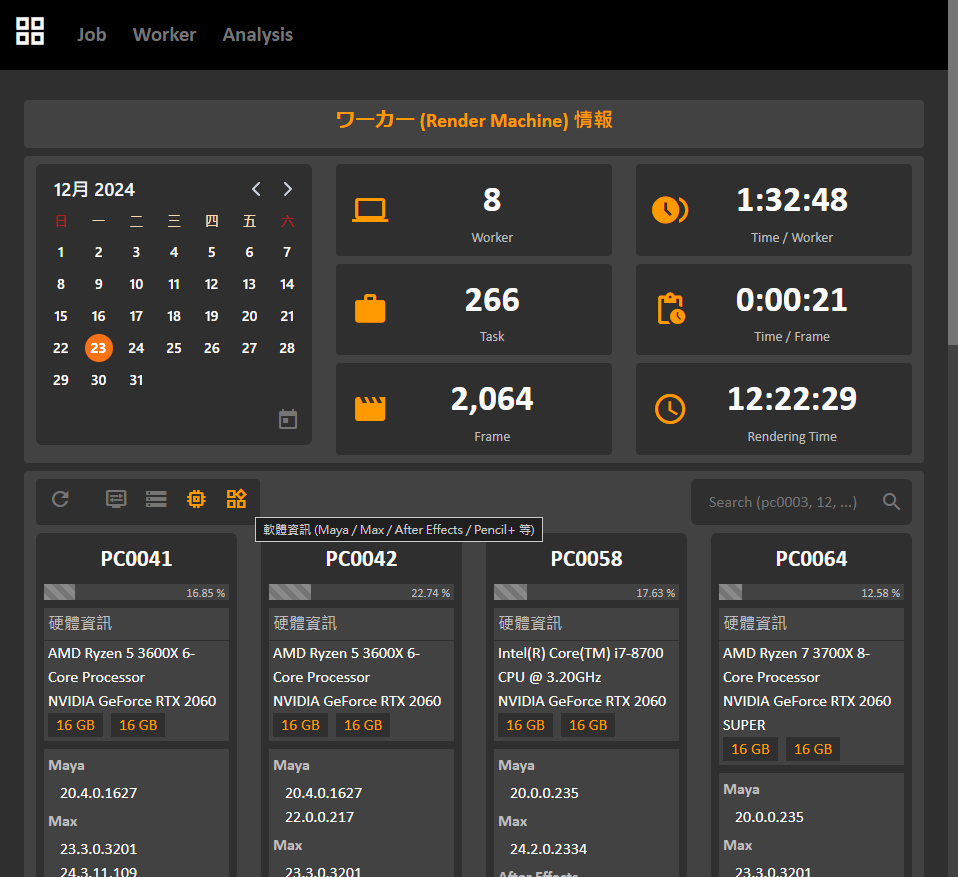 Job Worker Analysis
ワーカー (Render Machine) 情報
12月 2024
日 一 二 三 四 五 六
1 2 3 4 5 6 7
8 9 10 11 12 13 14
15 16 17 18 19 20 21
22 23 24 25 26 27 28
29 30 31
8
Worker
1:32:48
Time / Worker
266
Task
0:00:21
Time / Frame
2,064
Frame
12:22:29
Rendering Time
Search (pc0003, 12, ...)
軟體資訊 (Maya / Max / After Effects / Pencil+ 等)
PC0041
16.85 %
硬體資訊
AMD Ryzen 5 3600X 6-
Core Processor
NVIDIA GeForce RTX 2060
16 GB 16 GB
Maya
20.4.0.1627
Max
23.3.0.3201
24.3.11.109
PC0042
22.74 %
硬體資訊
AMD Ryzen 5 3600X 6-
Core Processor
NVIDIA GeForce RTX 2060
16 GB 16 GB
Maya
20.4.0.1627
22.0.0.217
Max
23.3.0.3201
PC0058
17.63 %
硬體資訊
Intel(R) Core(TM) i7-8700
CPU @ 3.20GHz
NVIDIA GeForce RTX 2060
16 GB 16 GB
Maya
20.0.0.235
Max
24.2.0.2334
After Effects
PC0064
12.58 %
硬體資訊
AMD Ryzen 7 3700X 8-
Core Processor
NVIDIA GeForce RTX 2060
SUPER
16 GB 16 GB
Maya
20.0.0.235
Max
23.3.0.3201